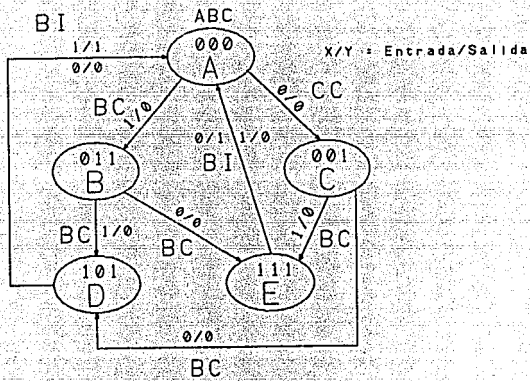 ABC
BI
1/1
0/0
000
A
X/Y = Entrada/Salida
BC
1/0
0/0
CC
0/1
1/0
BI
011
B
001
C
BC
1/0
0/0
BC
1/0
BC
101
D
111
E
0/0
BC